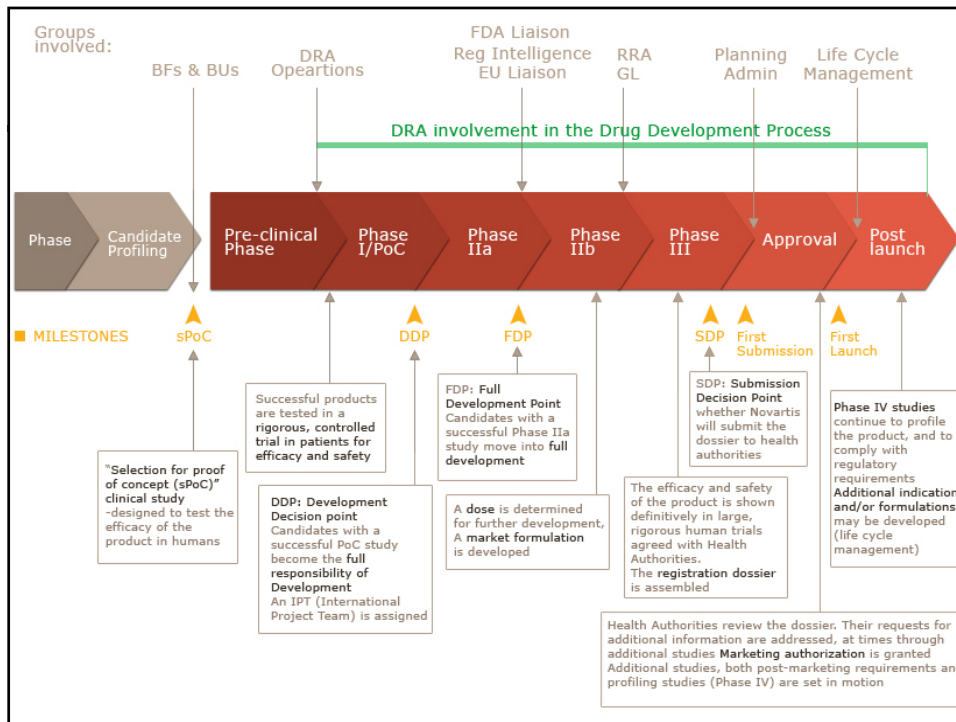 Groups
involved:
BFs & BUs
DRA
Opeartions
FDA Liaison
Reg Intelligence
EU Liaison
RRA
GL
Planning
Admin
Life Cycle
Management
DRA involvement in the Drug Development Process
Phase
Candidate
Profiling
Pre-clinical
Phase
Phase
I/PoC
Phase
IIa
Phase
IIb
Phase
III
Approval
Post
launch
MILESTONES
sPoC
DDP
FDP
SDP
First
Submission
First
Launch
"Selection for proof
of concept (sPoC)"
clinical study
-designed to test the
efficacy of the
product in humans
Successful products
are tested in a
rigorous, controlled
trial in patients for
efficacy and safety
DDP: Development
Decision point
Candidates with a
successful PoC study
become the full
responsibility of
Development
An IPT (International
Project Team) is assigned
FDP: Full
Development Point
Candidates with a
successful Phase IIa
study move into full
development
A dose is determined
for further development,
A market formulation
is developed
SDP: Submission
Decision Point
whether Novartis
will submit the
dossier to health
authorities
The efficacy and safety
of the product is shown
definitively in large,
rigorous human trials
agreed with Health
Authorities.
The registration dossier
is assembled
Phase IV studies
continue to profile
the product, and to
comply with
regulatory
requirements
Additional indication
and/or formulations
may be developed
(life cycle
management)
Health Authorities review the dossier. Their requests for
additional information are addressed, at times through
additional studies Marketing authorization is granted
Additional studies, both post-marketing requirements an
profiling studies (Phase IV) are set in motion